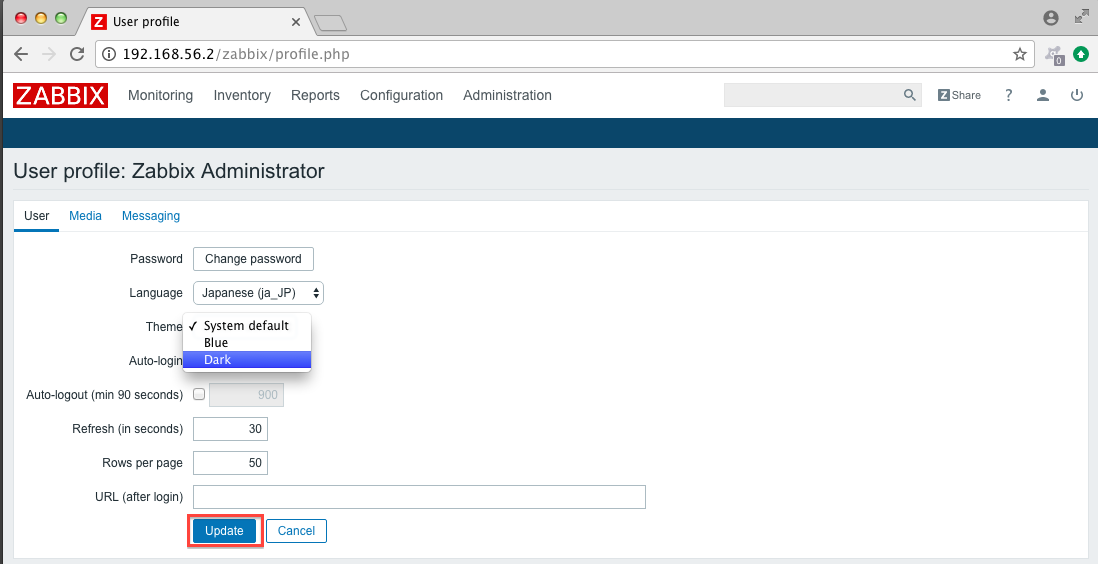 Z User profile
192.168.56.2/zabbix/profile.php
0
ZABBIX Monitoring Inventory Reports Configuration Administration Z Share ?
User profile: Zabbix Administrator
User Media Messaging
Password Change password
Language Japanese (ja_JP)
Theme ✓ System default
Blue
Auto-login Dark
Auto-logout (min 90 seconds) 900
Refresh (in seconds) 30
Rows per page 50
URL (after login)
Update Cancel